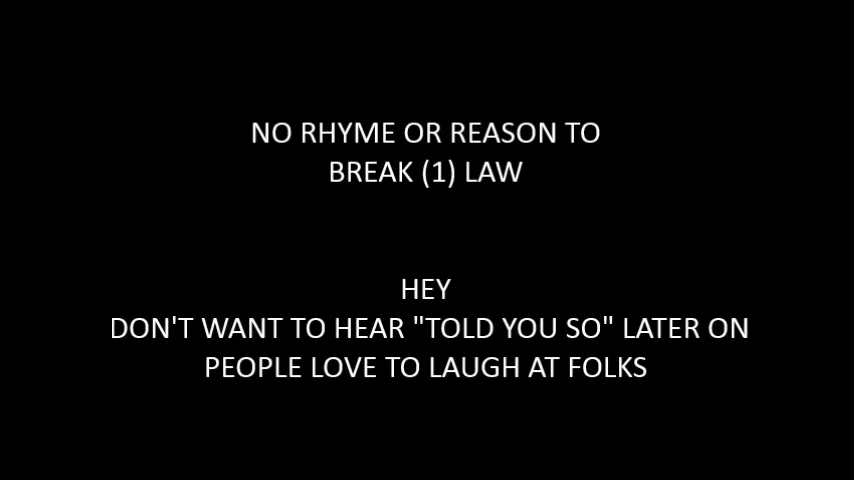 NO RHYME OR REASON TO
BREAK (1) LAW
HEY
DON'T WANT TO HEAR "TOLD YOU SO" LATER ON
PEOPLE LOVE TO LAUGH AT FOLKS